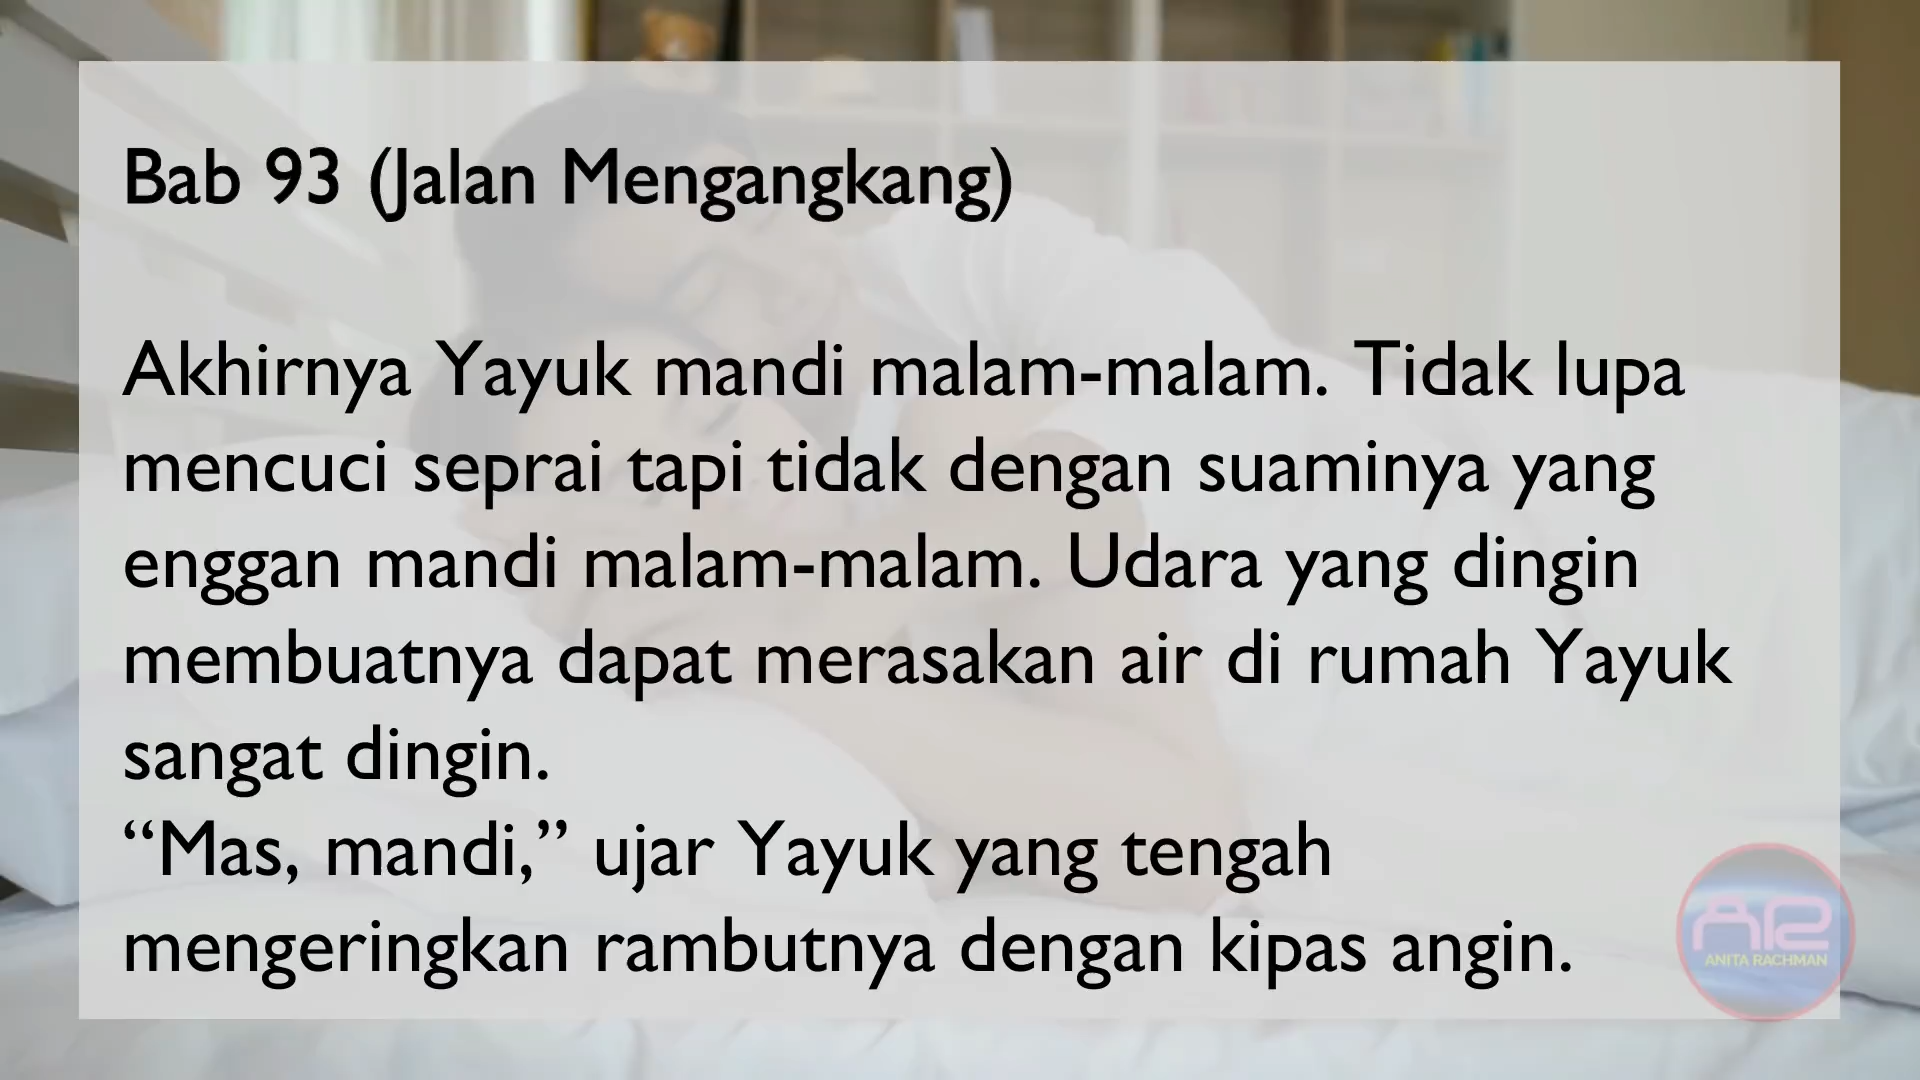 Bab 93 (Jalan Mengangkang)
Akhirnya Yayuk mandi malam-malam. Tidak lupa
mencuci seprai tapi tidak dengan suaminya yang
enggan mandi malam-malam. Udara yang dingin
membuatnya dapat merasakan air di rumah Yayuk
sangat dingin.
“Mas, mandi,” ujar Yayuk yang tengah
mengeringkan rambutnya dengan kipas angin.
AR
ANITA RACHMAN